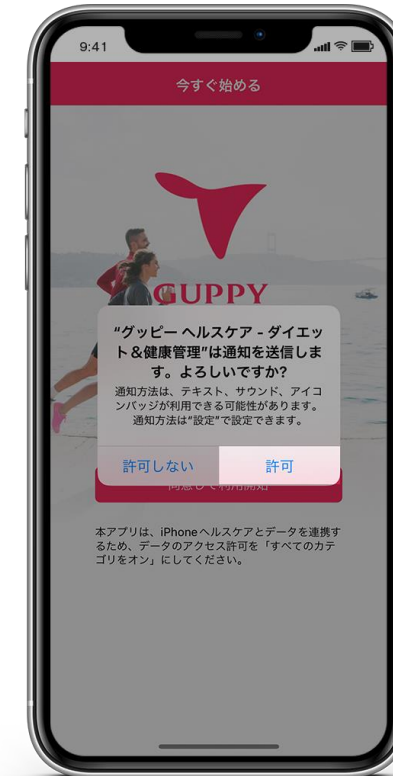 9:41
今すぐ始める
GUPPY
“グッピー ヘルスケア - ダイエッ
ト＆健康管理”は通知を送信しま
す。よろしいですか?
通知方法は、テキスト、サウンド、アイコ
ンバッジが利用できる可能性があります。
通知方法は“設定”で設定できます。
許可しない 許可
同意して利用開始
本アプリは、iPhoneヘルスケアとデータを連携す
るため、データのアクセス許可を「すべてのカテ
ゴリをオン」にしてください。